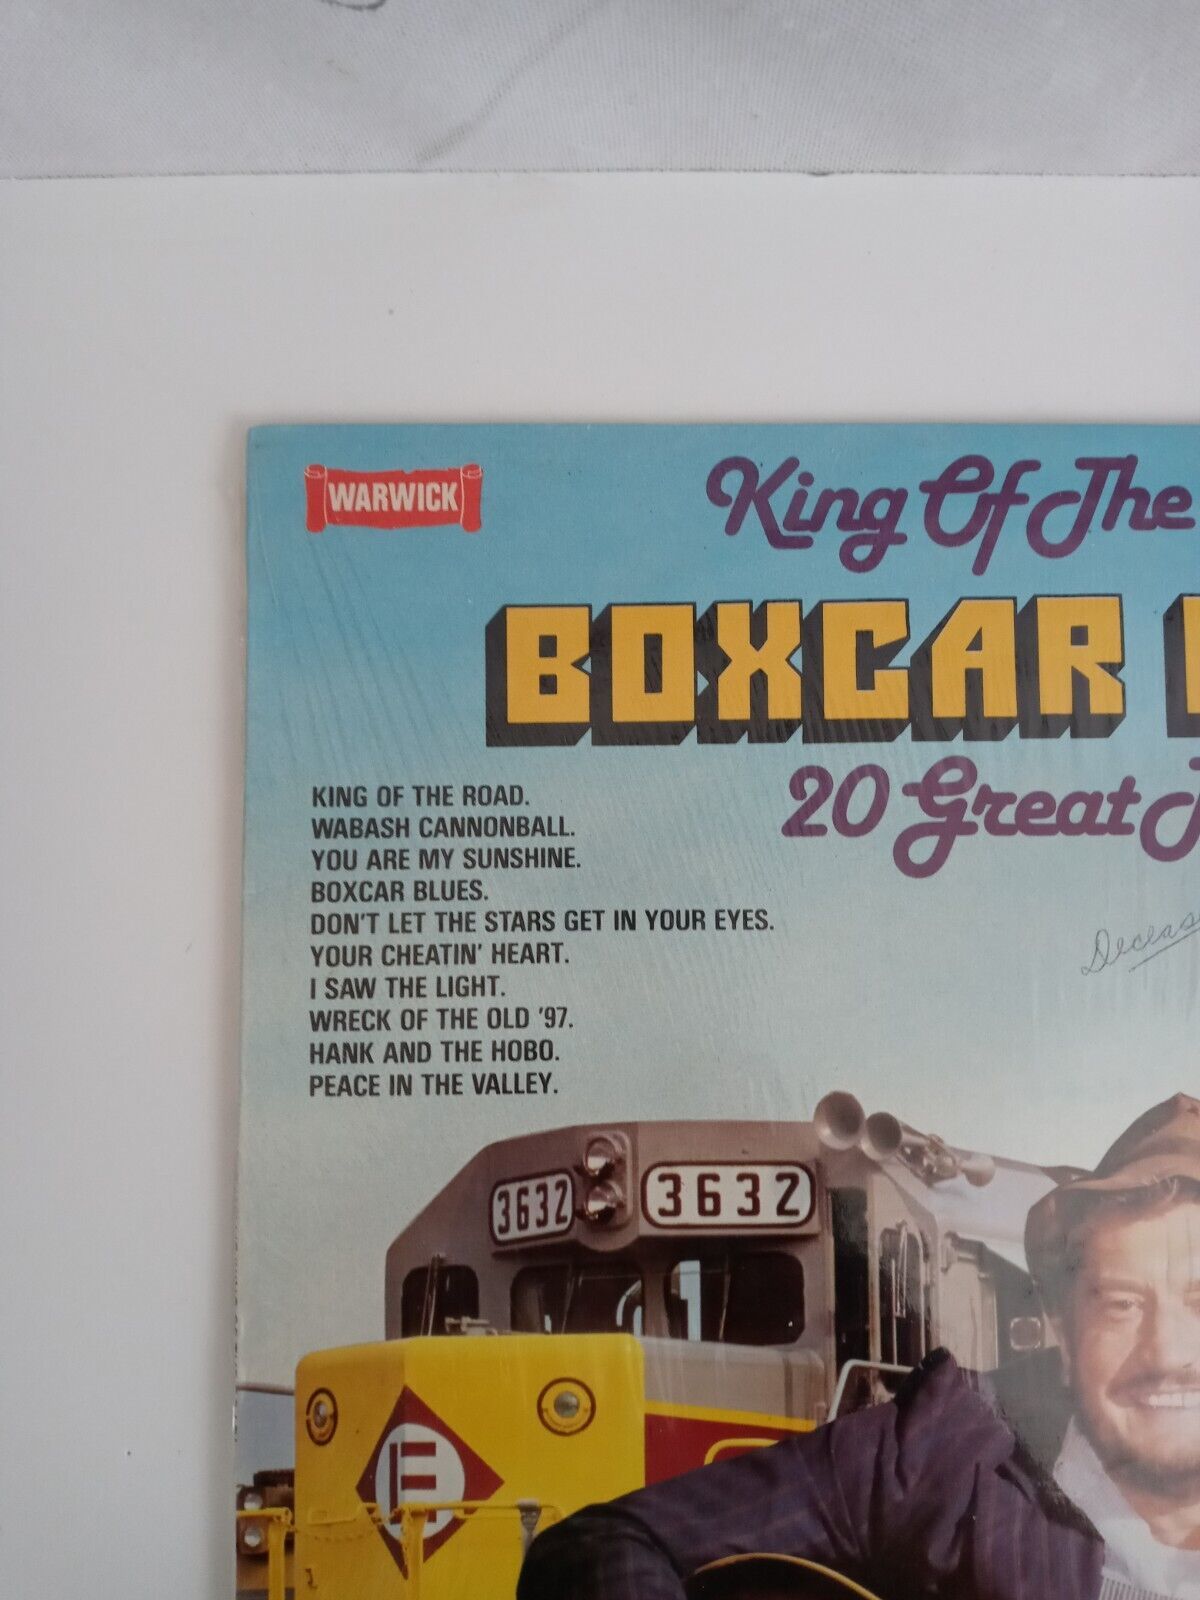 WARWICK
King Of The
BOXCAR
20 Great
KING OF THE ROAD.
WABASH CANNONBALL.
YOU ARE MY SUNSHINE.
BOXCAR BLUES.
DON'T LET THE STARS GET IN YOUR EYES.
YOUR CHEATIN' HEART.
I SAW THE LIGHT.
WRECK OF THE OLD '97.
HANK AND THE HOBO.
PEACE IN THE VALLEY.
Deceas
3632 3632
E